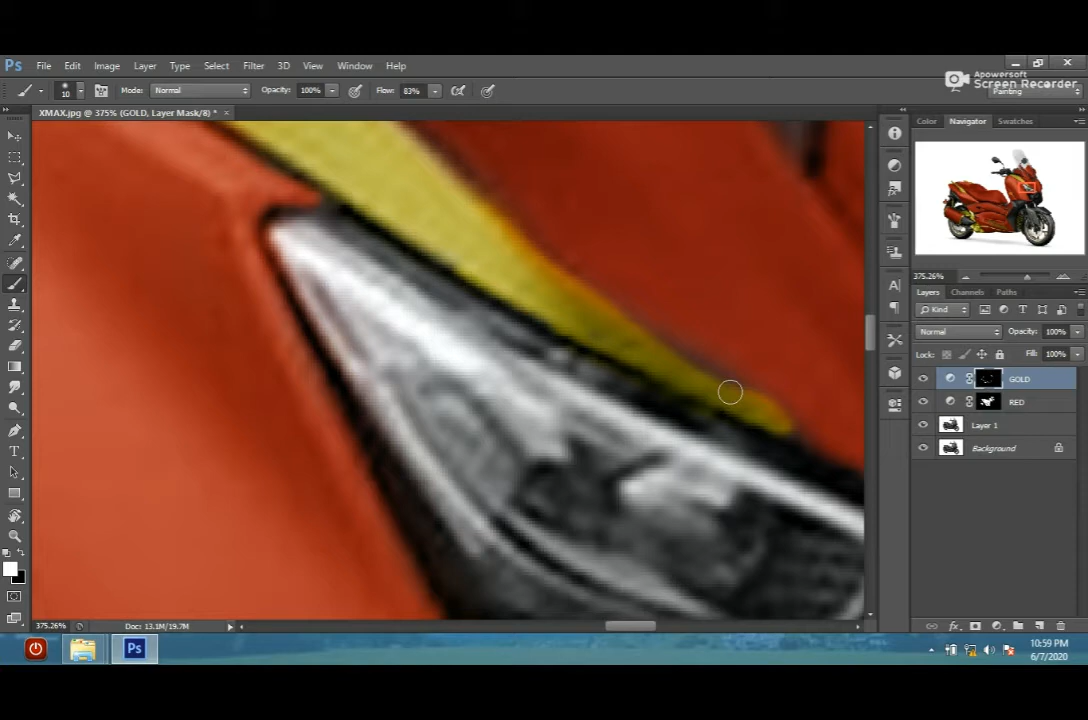 Ps File Edit Image Layer Type Select Filter 3D View Window Help
Apowersoft
Screen Recorder
10 Mode: Normal Opacity: 100% Flow: 83% Painting
XMAX.jpg @ 375% (GOLD, Layer Mask/8) * ×
Color Navigator Swatches
375.26%
Layers Channels Paths
Kind
Normal Opacity: 100%
Lock: Fill: 100%
GOLD
RED
Layer 1
Background
375.26% Doc: 13.1M/19.7M
Ps
10:59 PM
6/7/2020